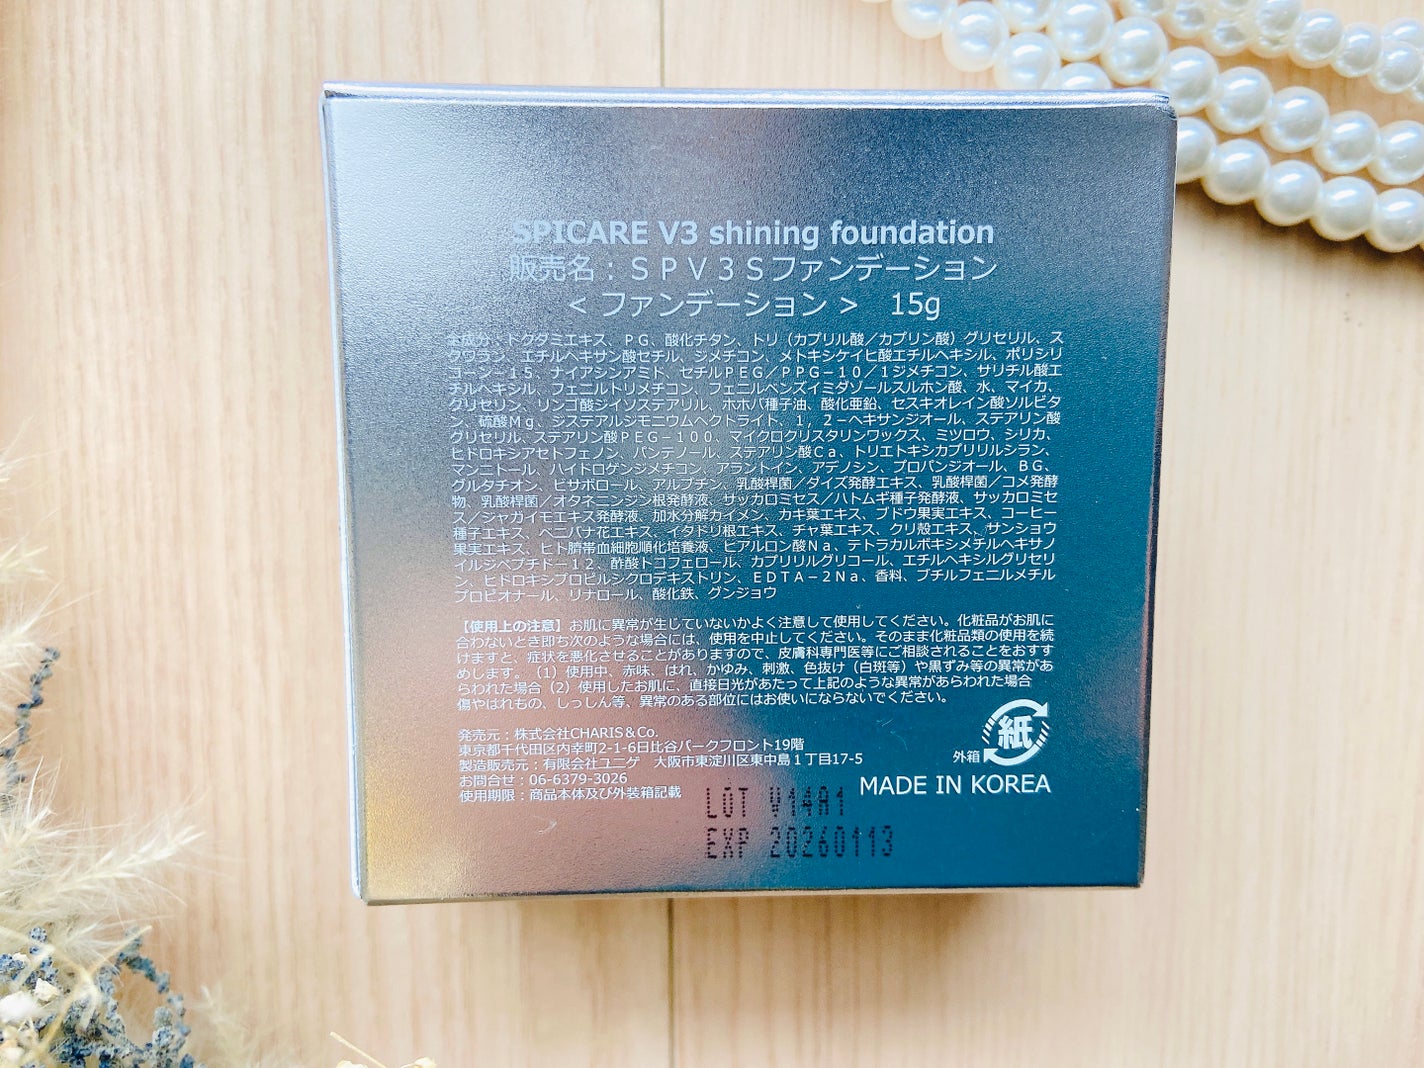 SPICARE V3 shining foundation
販売名：ＳＰＶ３Ｓファンデーション
＜ ファンデーション ＞　15g
全成分：ドクダミエキス、ＰＧ、酸化チタン、トリ（カプリル酸／カプリン酸）グリセリル、ス
クワラン、エチルヘキサン酸セチル、ジメチコン、メトキシケイヒ酸エチルヘキシル、ポリシリ
コーン－１５、ナイアシンアミド、セチルＰＥＧ／ＰＰＧ－10／１ジメチコン、サリチル酸エ
チルヘキシル、フェニルトリメチコン、フェニルベンズイミダゾールスルホン酸、水、マイカ、
グリセリン、リンゴ酸ジイソステアリル、ホホバ種子油、酸化亜鉛、セスキオレイン酸ソルビタ
ン、硫酸Ｍｇ、ジステアルジモニウムヘクトライト、１，２－ヘキサンジオール、ステアリン酸
グリセリル、ステアリン酸ＰＥＧ－１００、マイクロクリスタリンワックス、ミツロウ、シリカ、
ヒドロキシアセトフェノン、パンテノール、ステアリン酸Ｃａ、トリエトキシカプリリルシラン、
マンニトール、ハイドロゲンジメチコン、アラントイン、アデノシン、プロパンジオール、ＢＧ、
グルタチオン、ビサボロール、アルブチン、乳酸桿菌／ダイズ発酵エキス、乳酸桿菌／コメ発酵
物、乳酸桿菌／オタネニンジン根発酵液、サッカロミセス／ハトムギ種子発酵液、サッカロミセ
ス／ジャガイモエキス発酵液、加水分解カイメン、カキ葉エキス、ブドウ果実エキス、コーヒー
種子エキス、ベニバナ花エキス、イタドリ根エキス、チャ葉エキス、クリ殻エキス、サンショウ
果実エキス、ヒト臍帯血細胞順化培養液、ヒアルロン酸Ｎａ、テトラカルボキシメチルヘキサノ
イルジペプチド－１２、酢酸トコフェロール、カプリリルグリコール、エチルヘキシルグリセリ
ン、ヒドロキシプロピルシクロデキストリン、ＥＤＴＡ－２Ｎａ、香料、ブチルフェニルメチル
プロピオナール、リナロール、酸化鉄、グンジョウ
【使用上の注意】お肌に異常が生じていないかよく注意して使用してください。化粧品がお肌に
合わないとき即ち次のような場合には、使用を中止してください。そのまま化粧品類の使用を続
けますと、症状を悪化させることがありますので、皮膚科専門医等にご相談されることをおすす
めします。（1）使用中、赤味、はれ、かゆみ、刺激、色抜け（白斑等）や黒ずみ等の異常があ
らわれた場合（2）使用したお肌に、直接日光があたって上記のような異常があらわれた場合
傷やはれもの、しっしん等、異常のある部位にはお使いにならないでください。
発売元：株式会社CHARIS＆Co.
東京都千代田区内幸町2-1-6日比谷パークフロント19階
製造販売元：有限会社ユニゲ　大阪市東淀川区東中島１丁目17-5
お問合せ：06-6379-3026
使用期限：商品本体及び外装箱記載
外箱
紙
MADE IN KOREA
LOT V14A1
EXP 20260113